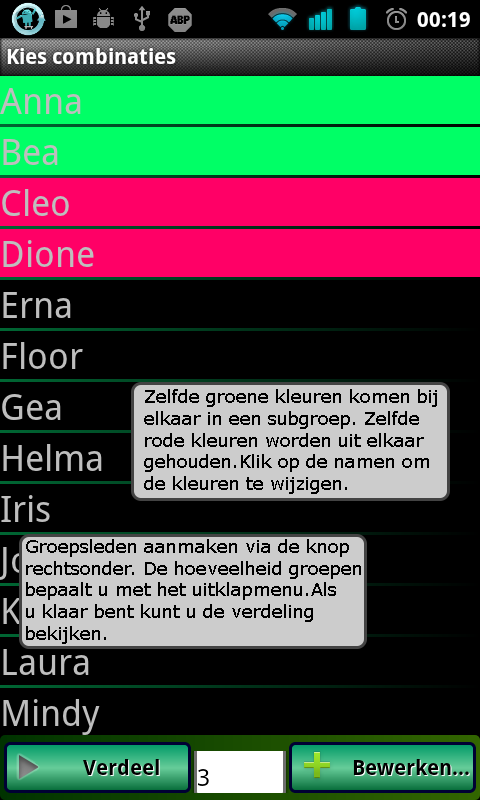 ABP
00:19
Kies combinaties
Anna
Bea
Cleo
Dione
Erna
Floor
Gea
Helma
Iris
Zelfde groene kleuren komen bij
elkaar in een subgroep. Zelfde
rode kleuren worden uit elkaar
gehouden.Klik op de namen om
de kleuren te wijzigen.
Groepsleden aanmaken via de knop
rechtsonder. De hoeveelheid groepen
bepaalt u met het uitklapmenu.Als
u klaar bent kunt u de verdeling
bekijken.
Laura
Mindy
Verdeel
3
Bewerken...